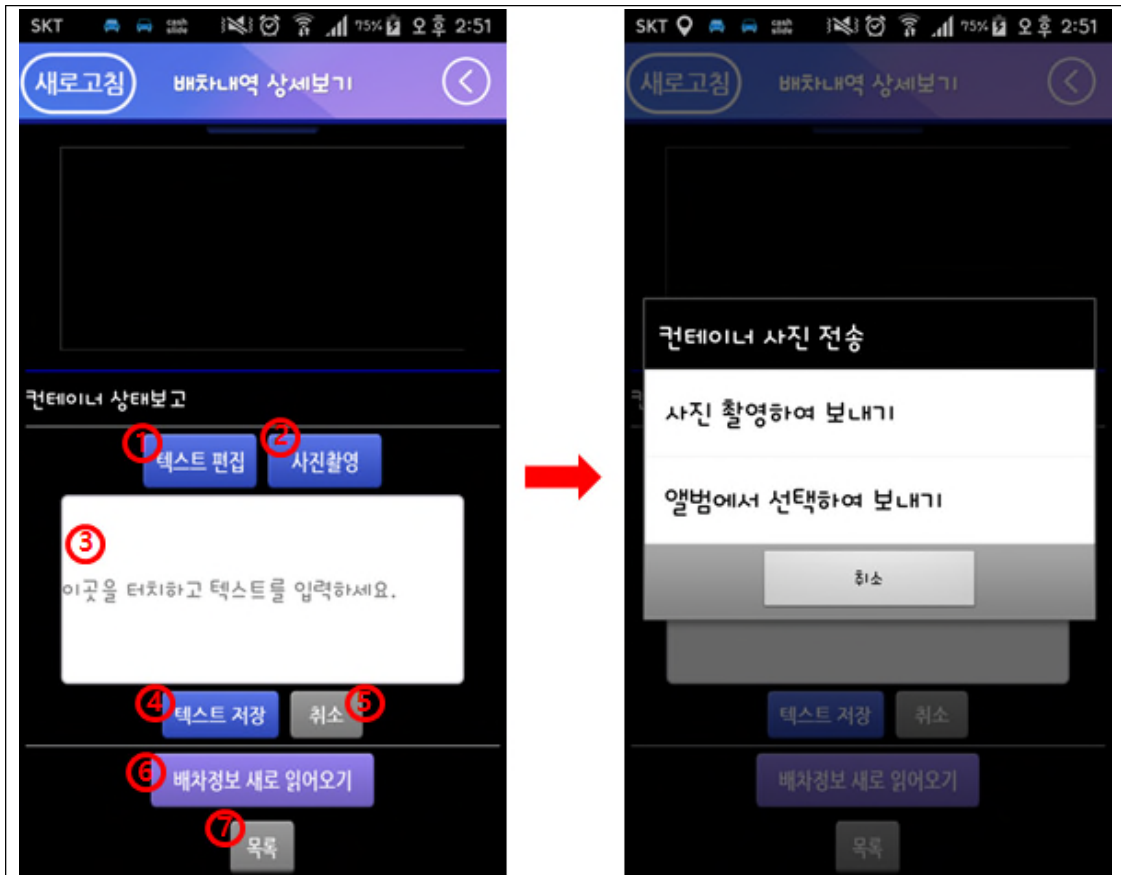 SKT cash slide 75% 오후 2:51
새로고침 배차내역 상세보기
컨테이너 상태보고
① 텍스트 편집 ② 사진촬영
③
이곳을 터치하고 텍스트를 입력하세요.
④ 텍스트 저장 취소 ⑤
⑥ 배차정보 새로 읽어오기
⑦ 목록
SKT cash slide 75% 오후 2:51
새로고침 배차내역 상세보기
컨테이너 사진 전송
사진 촬영하여 보내기
앨범에서 선택하여 보내기
취소
텍스트 저장 취소
배차정보 새로 읽어오기
목록